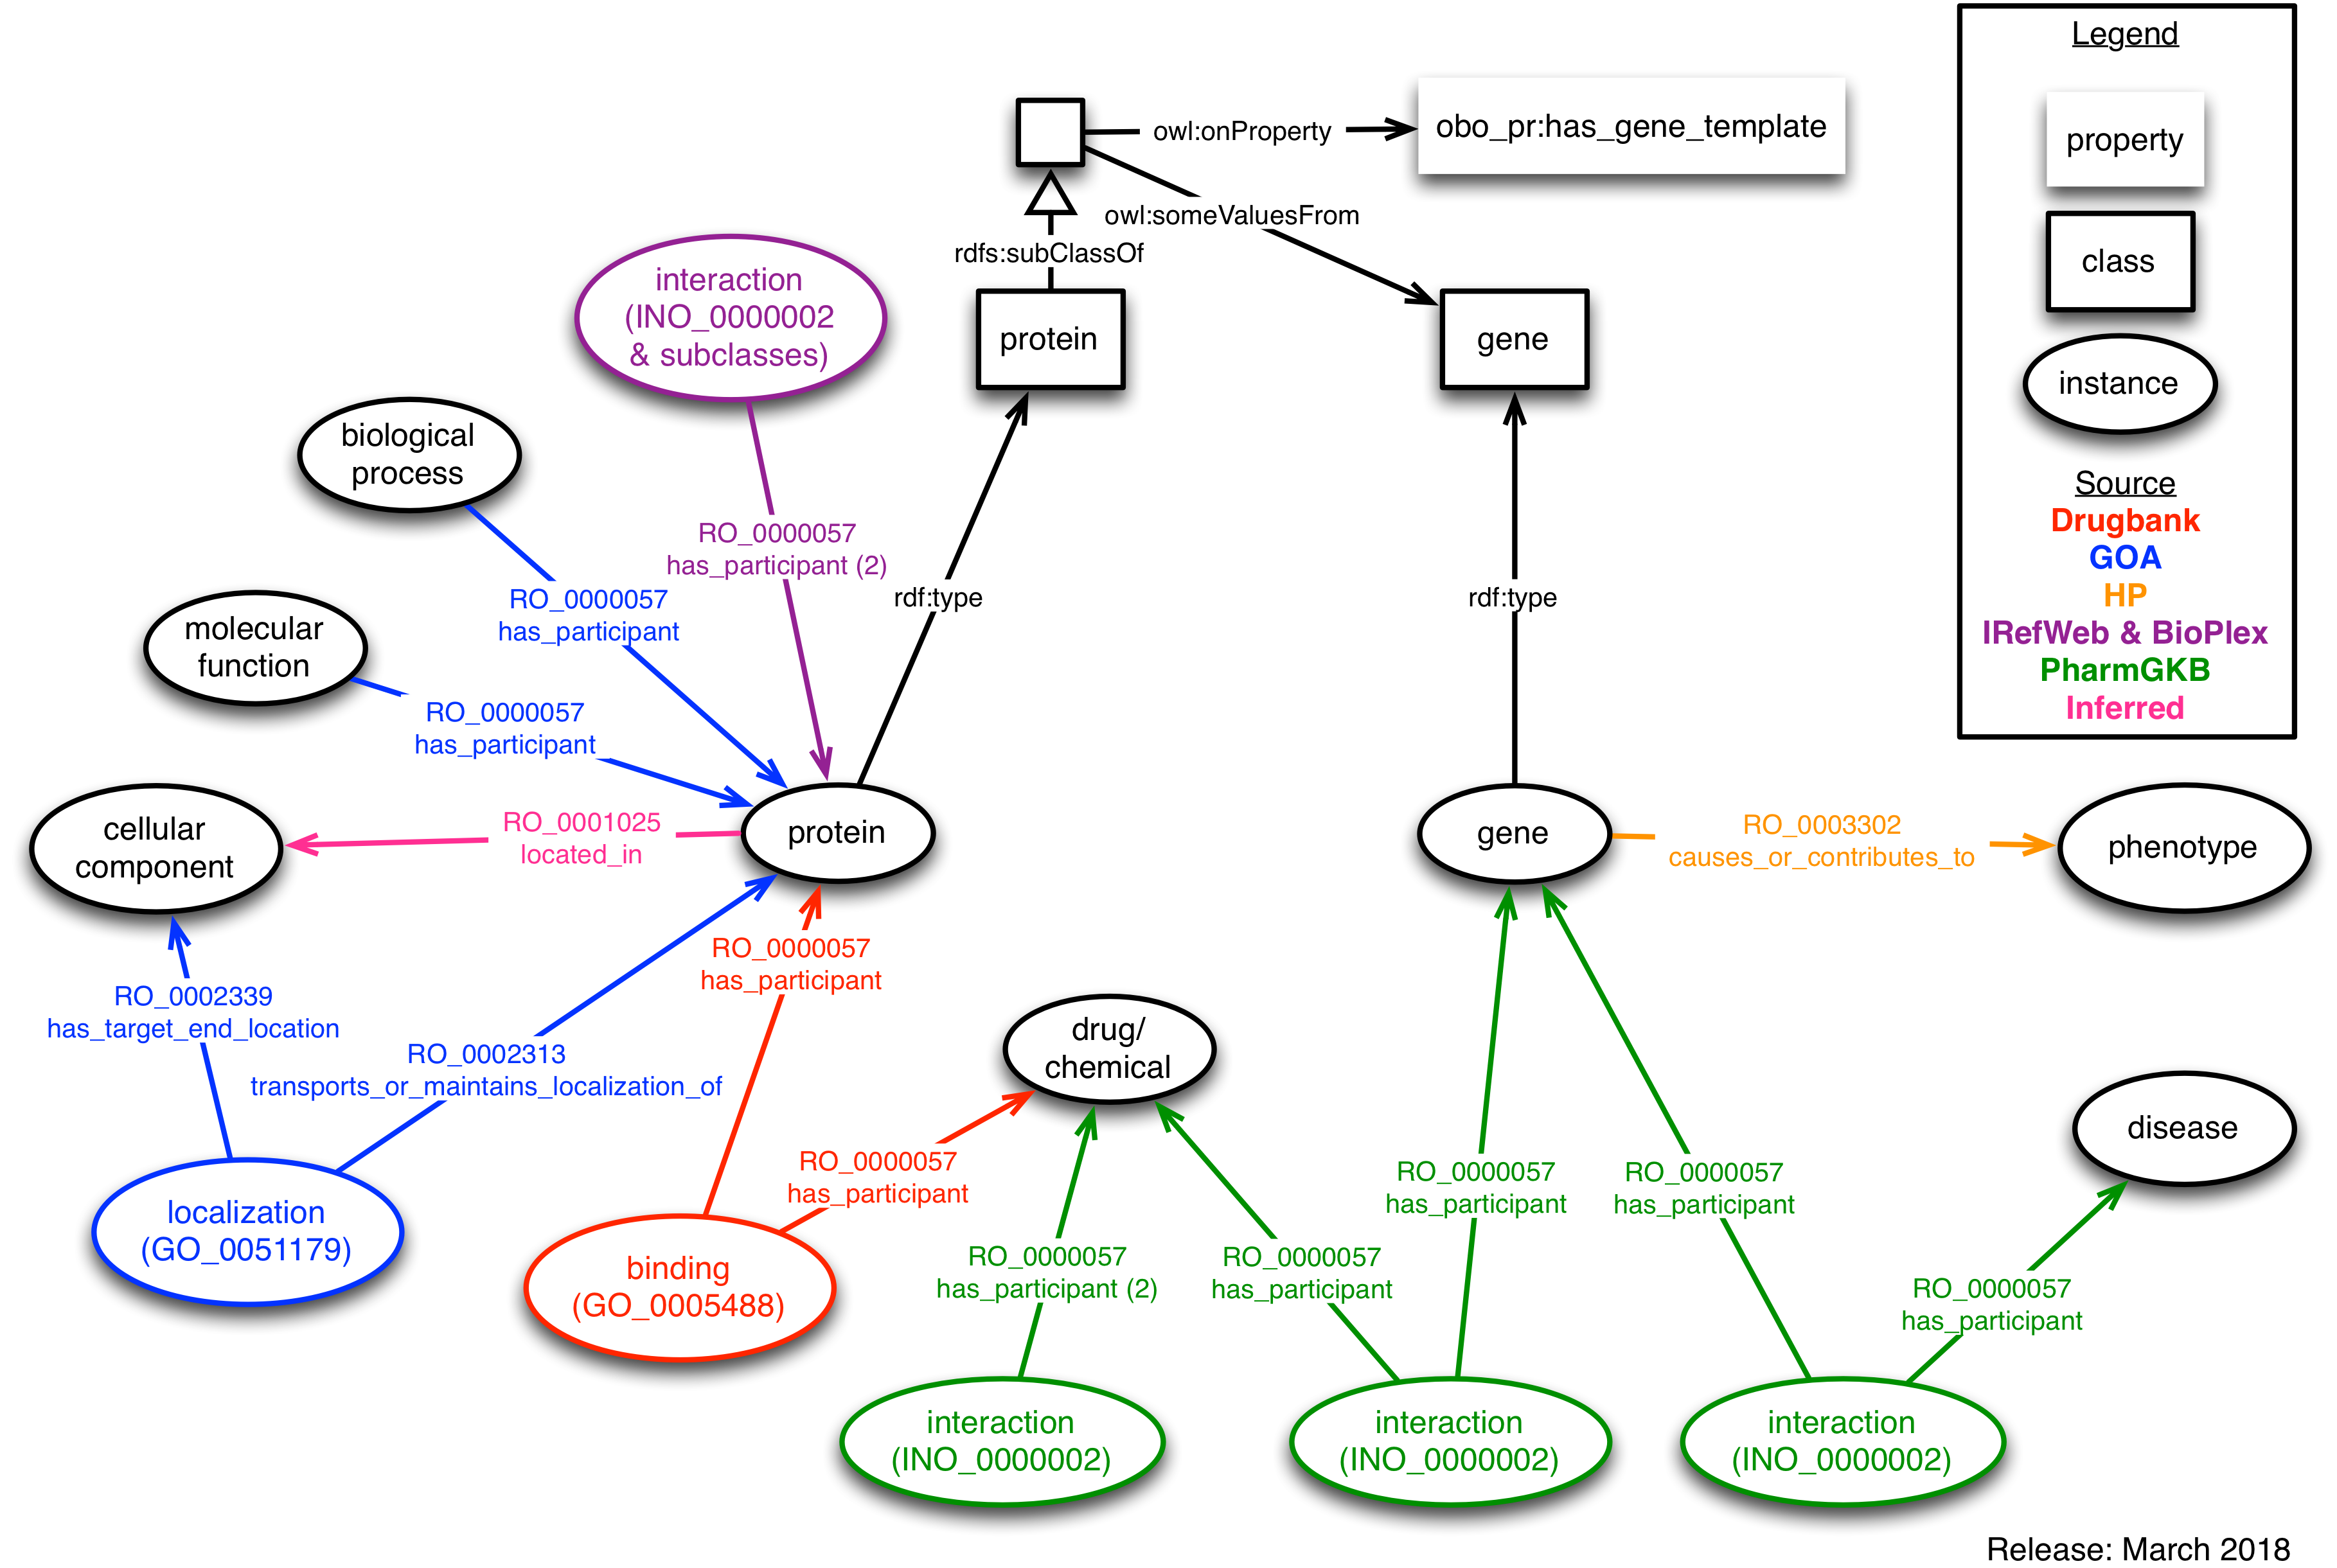 Legend
property
class
instance
Source
Drugbank
GOA
HP
IRefWeb & BioPlex
PharmGKB
Inferred
owl:onProperty
obo_pr:has_gene_template
owl:someValuesFrom
rdfs:subClassOf
interaction
(INO_0000002
& subclasses)
protein
gene
biological
process
RO_0000057
has_participant (2)
RO_0000057
has_participant
rdf:type
rdf:type
molecular
function
RO_0000057
has_participant
cellular
component
RO_0001025
located_in
protein
gene
RO_0003302
causes_or_contributes_to
phenotype
RO_0000057
has_participant
RO_0002339
has_target_end_location
RO_0002313
transports_or_maintains_localization_of
drug/
chemical
disease
RO_0000057
has_participant
RO_0000057
has_participant
RO_0000057
has_participant
localization
(GO_0051179)
binding
(GO_0005488)
RO_0000057
has_participant (2)
RO_0000057
has_participant
RO_0000057
has_participant
interaction
(INO_0000002)
interaction
(INO_0000002)
interaction
(INO_0000002)
Release: March 2018